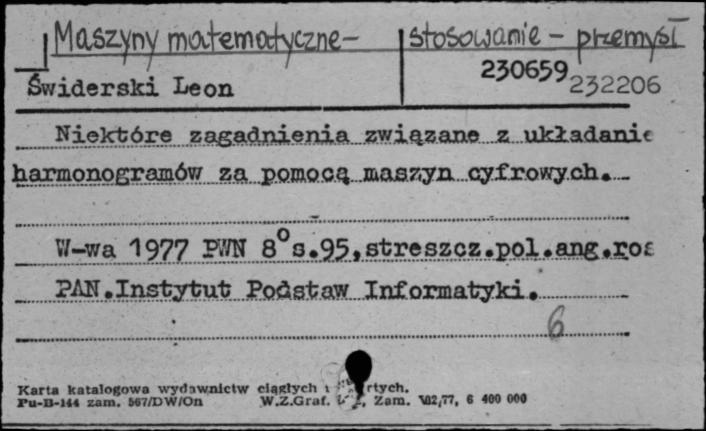 Maszyny matematyczne - stosowanie - przemysł
230659
232206
Świderski Leon
Niektóre zagadnienia związane z układanie
harmonogramów za pomocą maszyn cyfrowych.
W-wa 1977 PWN 8° s.95, streszcz.pol.ang.ros
PAN.Instytut Podstaw Informatyki.
6
Karta katalogowa wydawnictw ciągłych i
Pu-B-144 zam. 567/DW/On W.Z.Graf. Zam. 77, 6 400 000